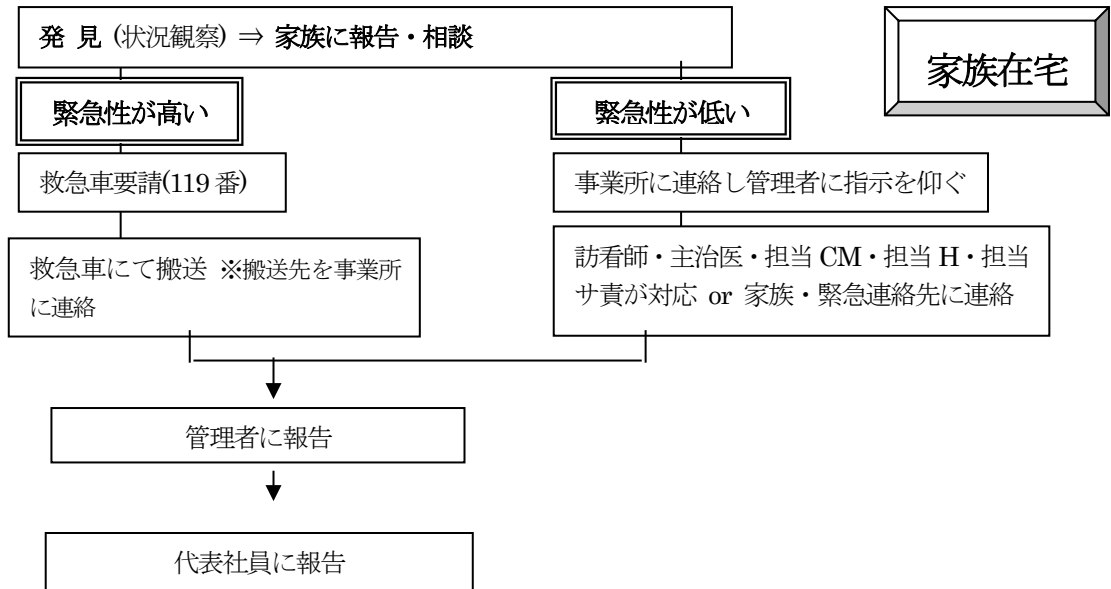 発 見 (状況観察) ⇒ 家族に報告・相談
家族在宅
緊急性が高い
緊急性が低い
救急車要請(119番)
事業所に連絡し管理者に指示を仰ぐ
救急車にて搬送 ※搬送先を事業所
に連絡
訪看師・主治医・担当 CM・担当 H・担当
サ責が対応 or 家族・緊急連絡先に連絡
管理者に報告
代表社員に報告